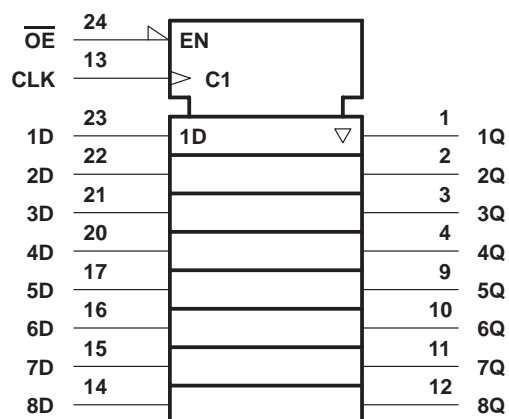 24
OE EN
13
CLK C1
23 1
1D 1D 1Q
22 2
2D 2Q
21 3
3D 3Q
20 4
4D 4Q
17 9
5D 5Q
16 10
6D 6Q
15 11
7D 7Q
14 12
8D 8Q